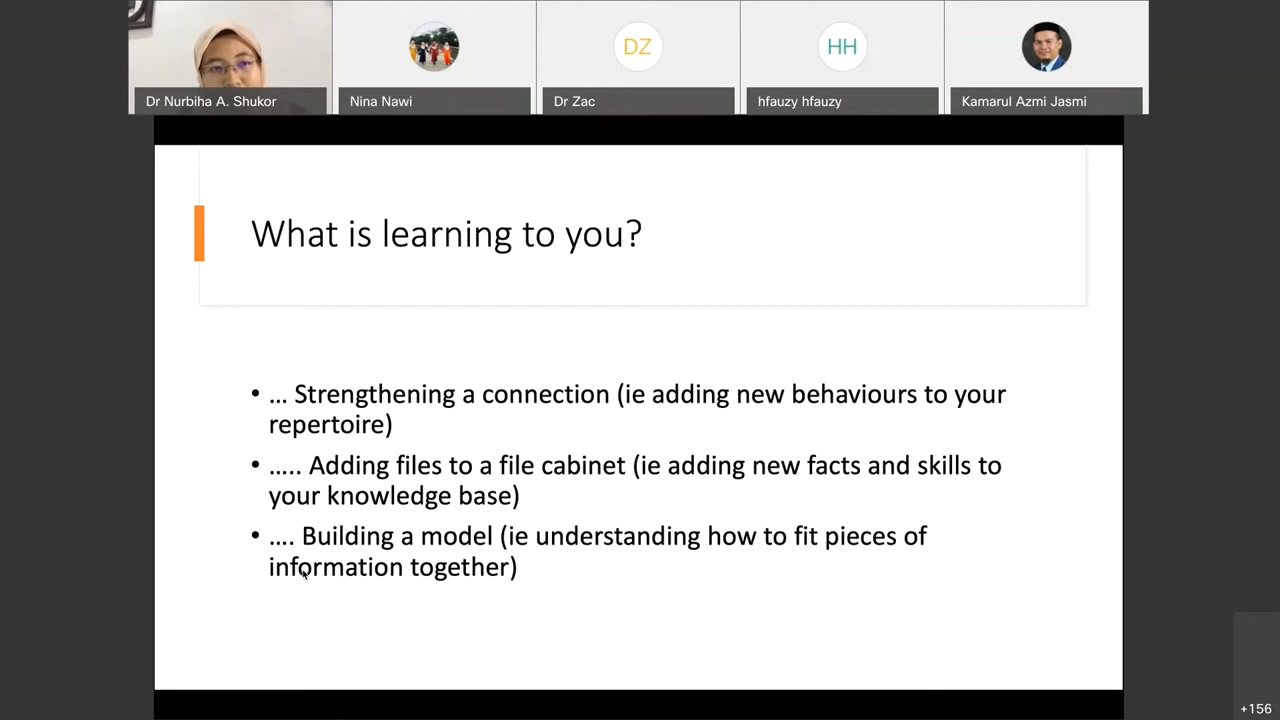 DZ
HH
Dr Nurbiha A. Shukor
Nina Nawi
Dr Zac
hfauzy hfauzy
Kamarul Azmi Jasmi
What is learning to you?
• ... Strengthening a connection (ie adding new behaviours to your
repertoire)
• ..... Adding files to a file cabinet (ie adding new facts and skills to
your knowledge base)
• .... Building a model (ie understanding how to fit pieces of
information together)
+156